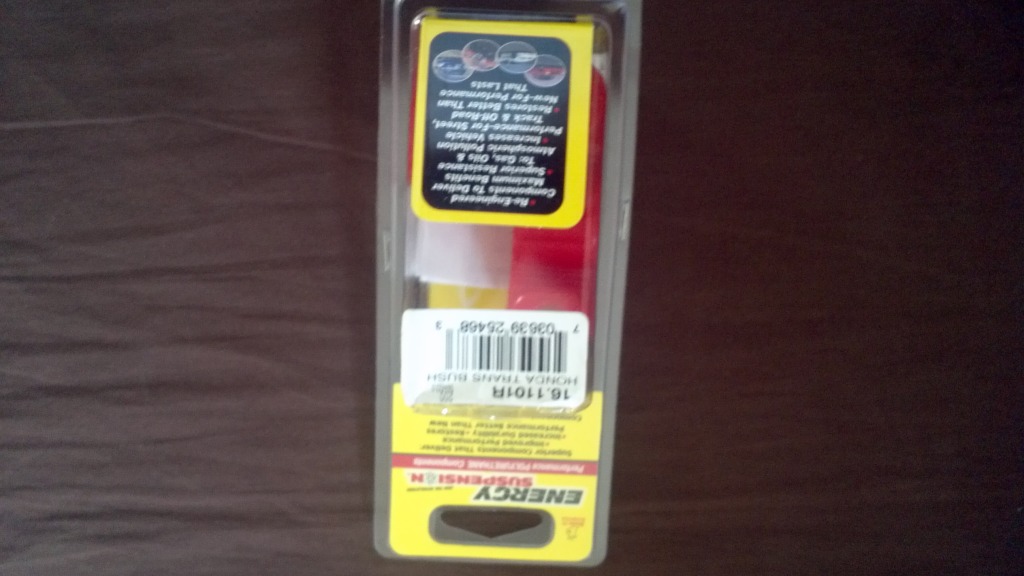 ENERGY
SUSPENSION
Performance POLYURETHANE Components
Superior Components That Deliver:
•Improved Performance
•Increased Durability •Restores
Performance Better Than New
16.1101R
HONDA TRANS BUSH
7 03639 25468 3
• Re-Engineered
Components To Deliver
Maximum Benefits
• Superior Resistance
To: Gas, Oils &
Atmospheric Pollution
• Increases Vehicle
Performance-For Street,
Track & Off-Road
• Restores Better Than
New-For Performance
That Lasts